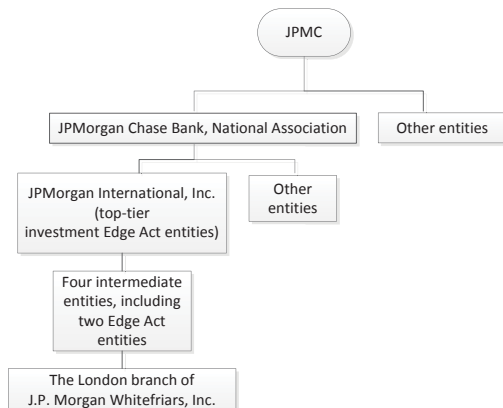 JPMC
JPMorgan Chase Bank, National Association
Other entities
JPMorgan International, Inc.
(top-tier
investment Edge Act entities)
Other
entities
Four intermediate
entities, including
two Edge Act
entities
The London branch of
J.P. Morgan Whitefriars, Inc.